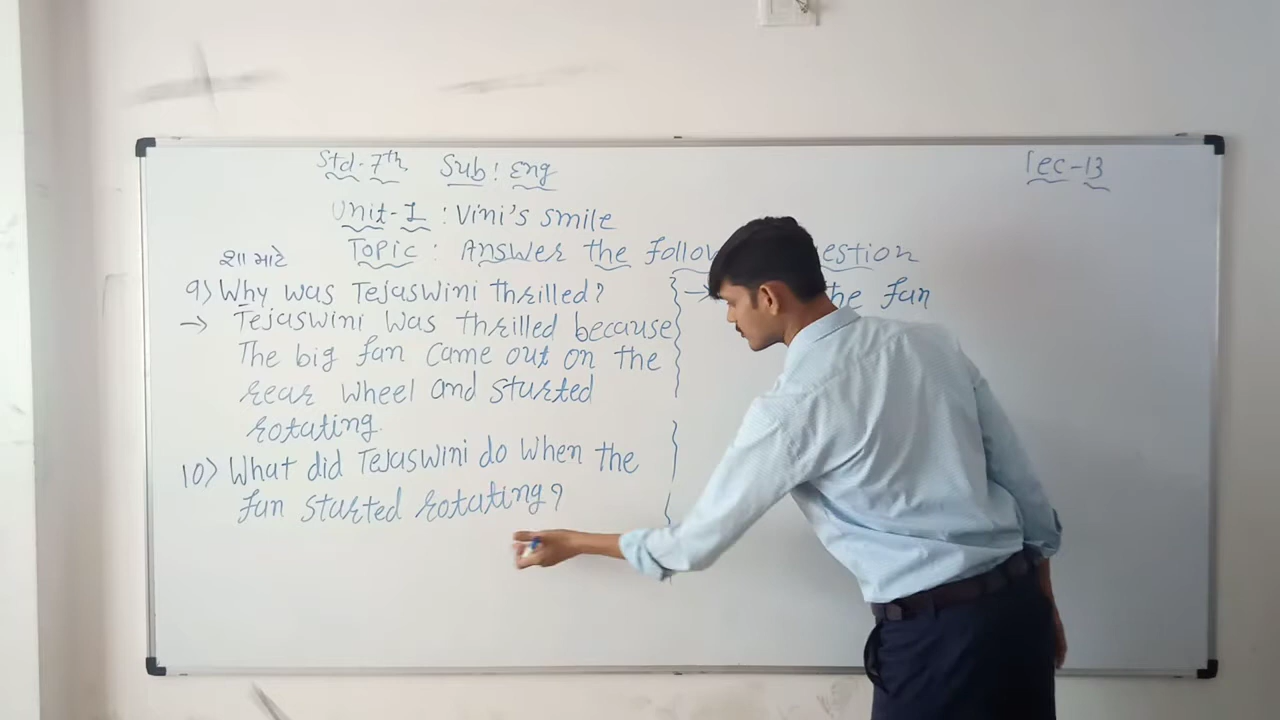 Std-7th Sub: Eng
Lec-13
Unit-1 : Vini's smile
Topic : Answer the follow estion
શા માટે
9) Why was Tejaswini thrilled?
→ Tejaswini was thrilled because
The big fan came out on the
rear wheel and started
rotating.
10) What did Tejaswini do when the
fan started rotating?
→ he fan